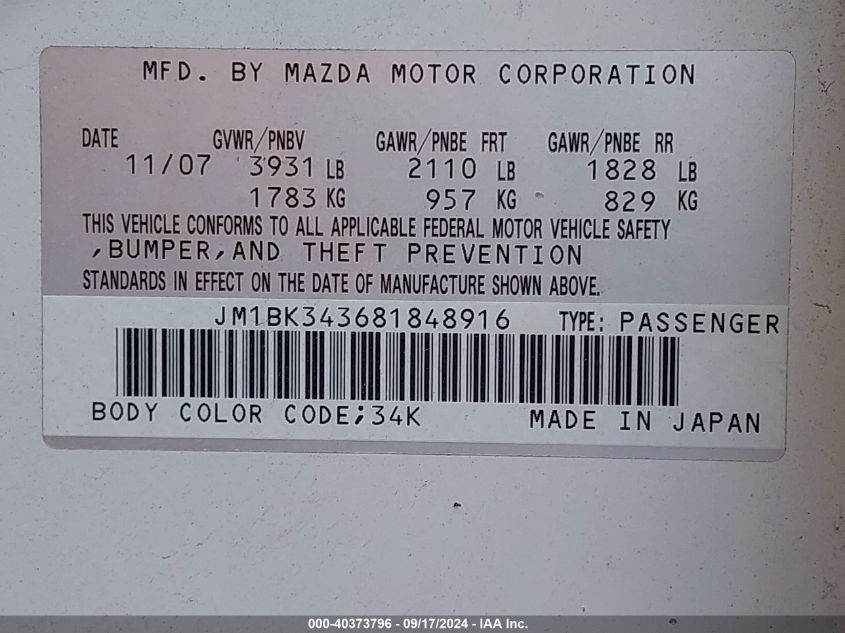 MFD. BY MAZDA MOTOR CORPORATION
DATE GVWR/PNBV GAWR/PNBE FRT GAWR/PNBE RR
11/07 3931 LB 2110 LB 1828 LB
1783 KG 957 KG 829 KG
THIS VEHICLE CONFORMS TO ALL APPLICABLE FEDERAL MOTOR VEHICLE SAFETY
,BUMPER,AND THEFT PREVENTION
STANDARDS IN EFFECT ON THE DATE OF MANUFACTURE SHOWN ABOVE.
JM1BK343681848916 TYPE: PASSENGER
BODY COLOR CODE;34K MADE IN JAPAN
000-40373796 - 09/17/2024 - IAA Inc.